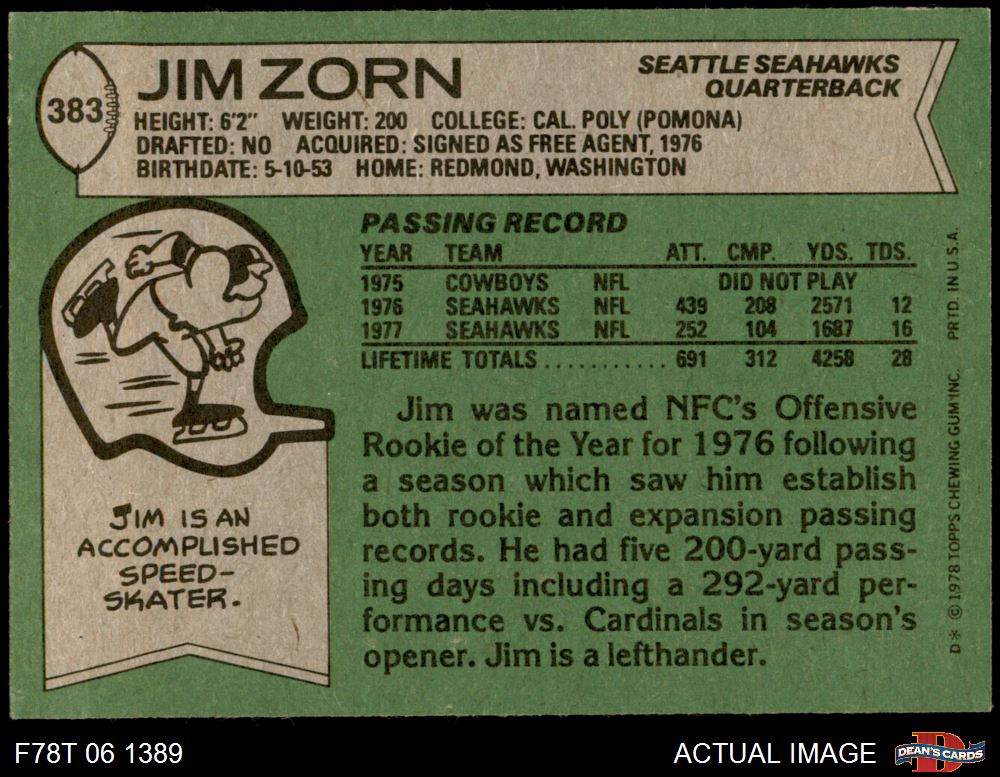 383
JIM ZORN
SEATTLE SEAHAWKS
QUARTERBACK
HEIGHT: 6'2" WEIGHT: 200 COLLEGE: CAL. POLY (POMONA)
DRAFTED: NO ACQUIRED: SIGNED AS FREE AGENT, 1976
BIRTHDATE: 5-10-53 HOME: REDMOND, WASHINGTON
PASSING RECORD
YEAR TEAM ATT. CMP. YDS. TDS.
1975 COWBOYS NFL DID NOT PLAY
1976 SEAHAWKS NFL 439 208 2571 12
1977 SEAHAWKS NFL 252 104 1687 16
LIFETIME TOTALS ........... 691 312 4258 28
Jim was named NFC's Offensive
Rookie of the Year for 1976 following
a season which saw him establish
both rookie and expansion passing
records. He had five 200-yard pass-
ing days including a 292-yard per-
formance vs. Cardinals in season's
opener. Jim is a lefthander.
JIM IS AN
ACCOMPLISHED
SPEED-
SKATER.
D* © 1978 TOPPS CHEWING GUM INC. PRTD. IN U.S.A.
F78T 06 1389
ACTUAL IMAGE
D
DEAN'S CARDS